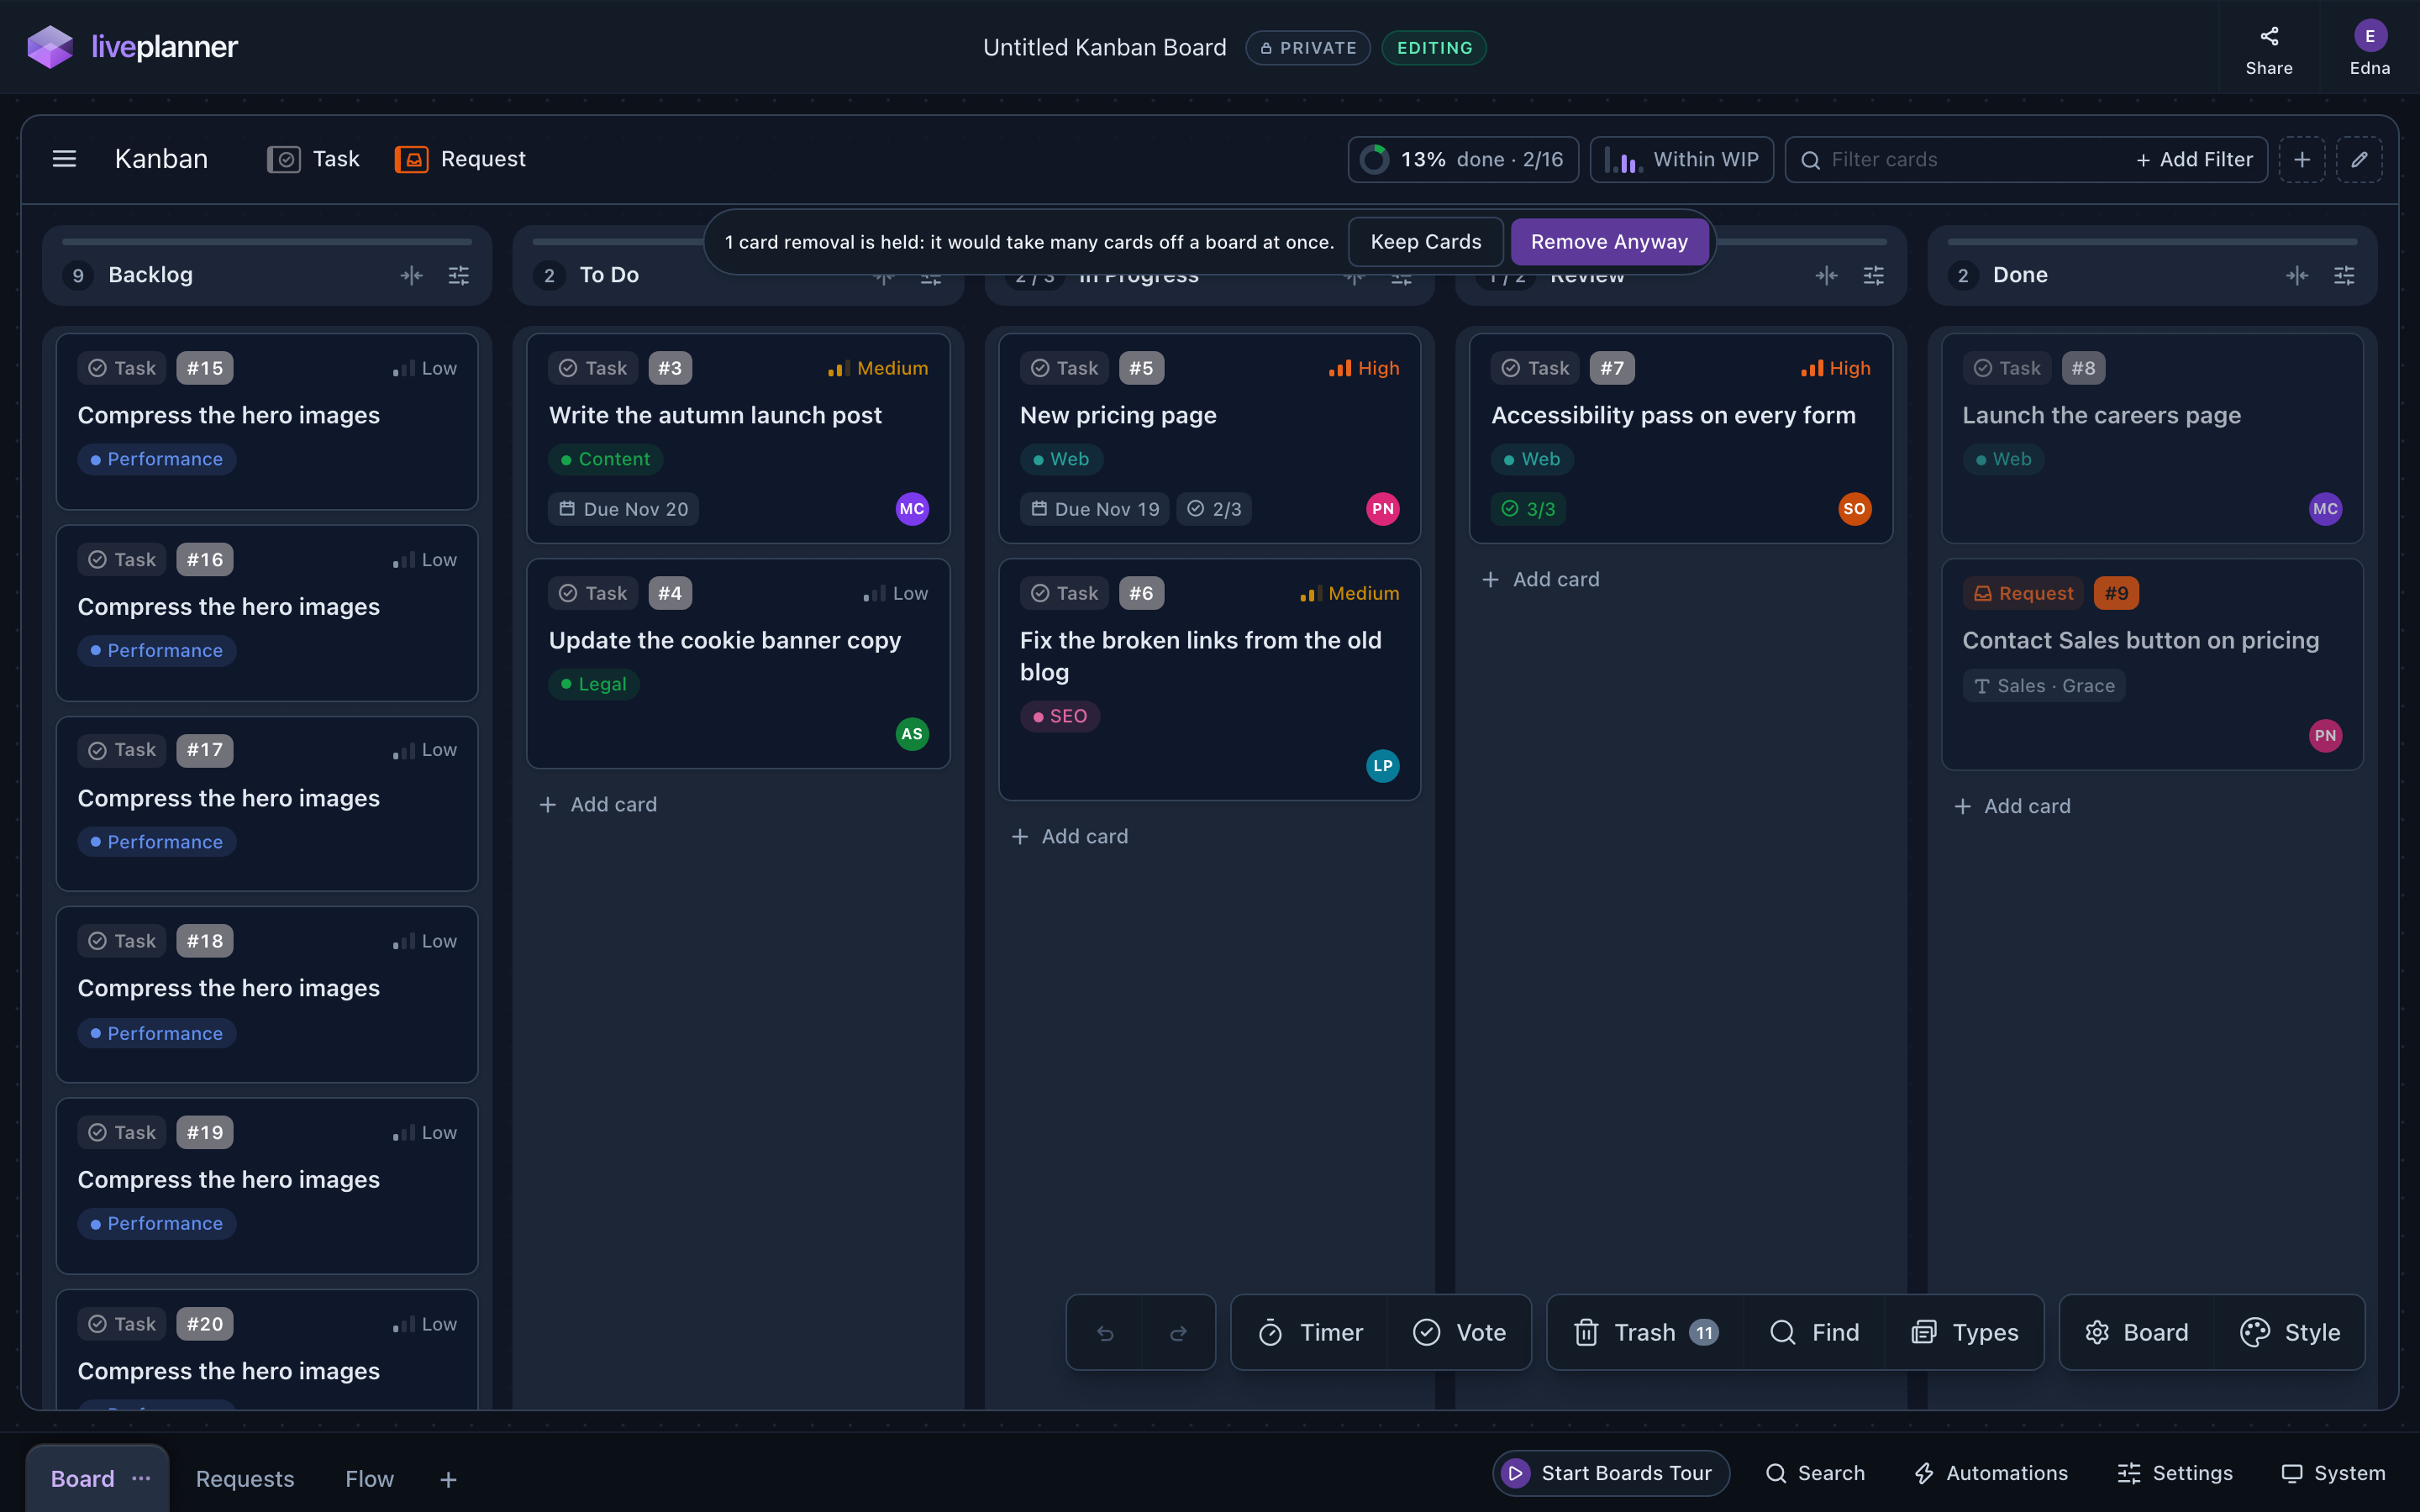 liveplanner
Untitled Kanban Board
PRIVATE
EDITING
Share
E
Edna
Kanban
Task
Request
13% done · 2/16
Within WIP
Filter cards
+ Add Filter
1 card removal is held: it would take many cards off a board at once.
Keep Cards
Remove Anyway
9 Backlog
2 To Do
2 / 3 In Progress
1 / 2 Review
2 Done
Task #15 Low
Compress the hero images
Performance
Task #16 Low
Compress the hero images
Performance
Task #17 Low
Compress the hero images
Performance
Task #18 Low
Compress the hero images
Performance
Task #19 Low
Compress the hero images
Performance
Task #20 Low
Compress the hero images
Task #3 Medium
Write the autumn launch post
Content
Due Nov 20 MC
Task #4 Low
Update the cookie banner copy
Legal
AS
+ Add card
Task #5 High
New pricing page
Web
Due Nov 19 2/3 PN
Task #6 Medium
Fix the broken links from the old
blog
SEO
LP
+ Add card
Task #7 High
Accessibility pass on every form
Web
3/3 SO
+ Add card
Task #8
Launch the careers page
Web
MC
Request #9
Contact Sales button on pricing
Sales · Grace
PN
+ Add card
Timer
Vote
Trash 11
Find
Types
Board
Style
Board ···
Requests
Flow
+
Start Boards Tour
Search
Automations
Settings
System